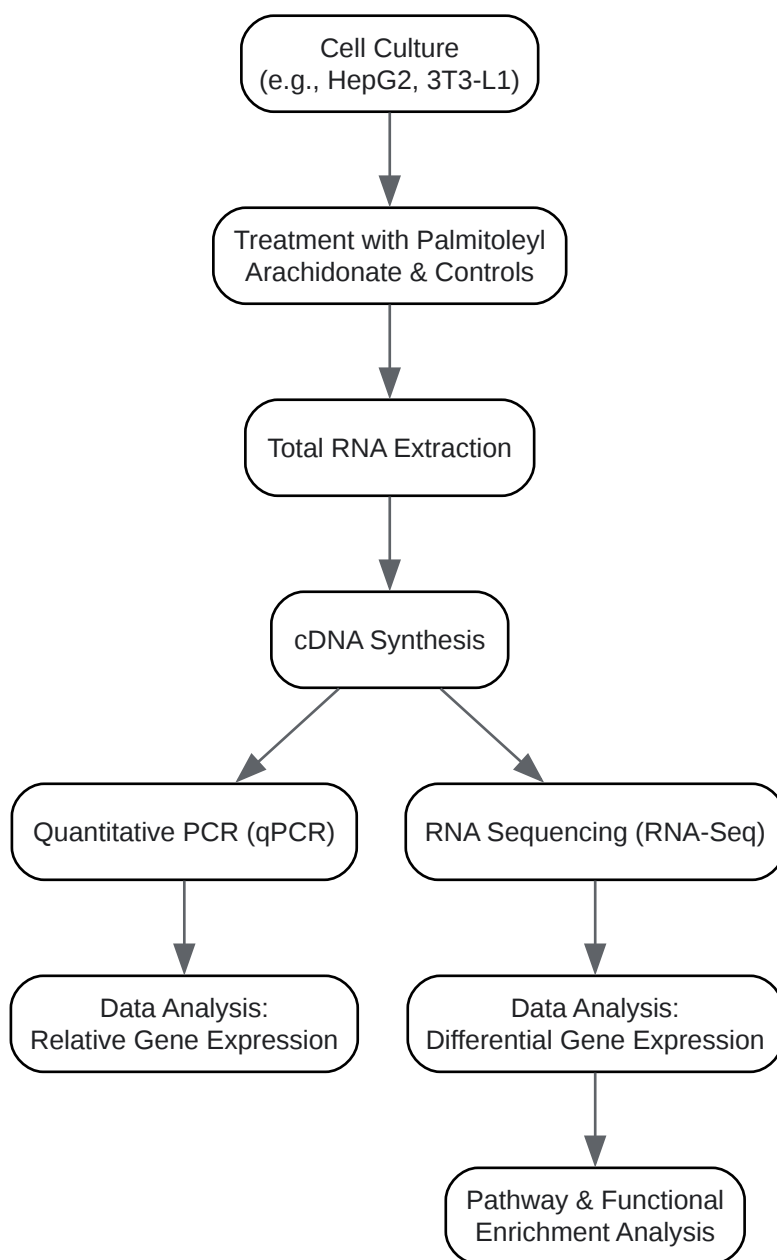 Cell Culture
(e.g., HepG2, 3T3-L1)
Treatment with Palmitoleyl
Arachidonate & Controls
Total RNA Extraction
cDNA Synthesis
Quantitative PCR (qPCR)
RNA Sequencing (RNA-Seq)
Data Analysis:
Relative Gene Expression
Data Analysis:
Differential Gene Expression
Pathway & Functional
Enrichment Analysis